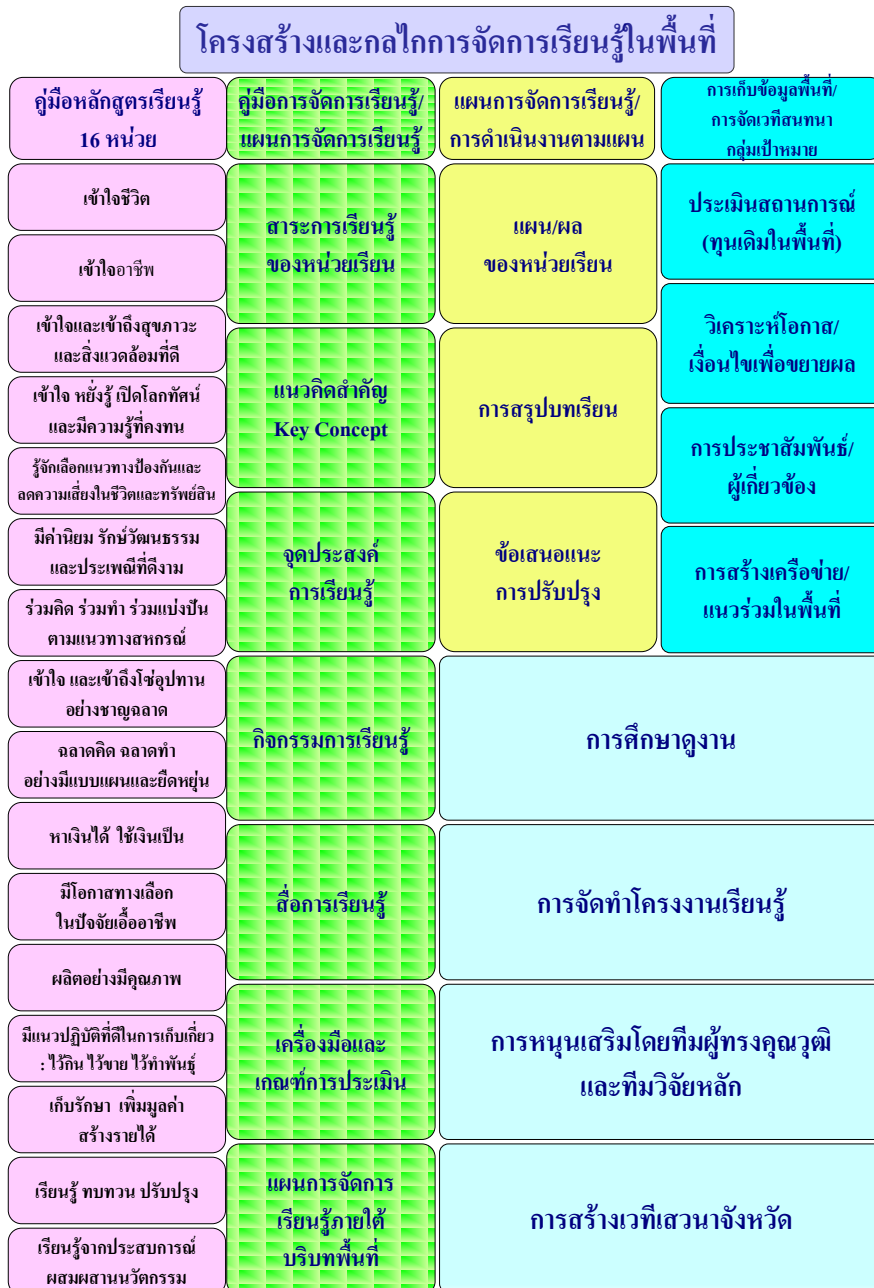 โครงสร้างและกลไกการจัดการเรียนรู้ในพื้นที่
คู่มือหลักสูตรเรียนรู้
16 หน่วย
เข้าใจชีวิต
เข้าใจอาชีพ
เข้าใจและเข้าถึงสุขภาวะ
และสิ่งแวดล้อมที่ดี
เข้าใจ หยั่งรู้ เปิดโลกทัศน์
และมีความรู้ที่คงทน
รู้จักเลือกแนวทางป้องกันและ
ลดความเสี่ยงในชีวิตและทรัพย์สิน
มีค่านิยม รักษ์วัฒนธรรม
และประเพณีที่ดีงาม
ร่วมคิด ร่วมทำ ร่วมแบ่งปัน
ตามแนวทางสหกรณ์
เข้าใจ และเข้าถึงโซ่อุปทาน
อย่างชาญฉลาด
ฉลาดคิด ฉลาดทำ
อย่างมีแบบแผนและยืดหยุ่น
หาเงินได้ ใช้เงินเป็น
มีโอกาสทางเลือก
ในปัจจัยเอื้ออาชีพ
ผลิตอย่างมีคุณภาพ
มีแนวปฏิบัติที่ดีในการเก็บเกี่ยว
: ไว้กิน ไว้ขาย ไว้ทำพันธุ์
เก็บรักษา เพิ่มมูลค่า
สร้างรายได้
เรียนรู้ ทบทวน ปรับปรุง
เรียนรู้จากประสบการณ์
ผสมผสานนวัตกรรม
คู่มือการจัดการเรียนรู้/
แผนการจัดการเรียนรู้
สาระการเรียนรู้
ของหน่วยเรียน
แนวคิดสำคัญ
Key Concept
จุดประสงค์
การเรียนรู้
กิจกรรมการเรียนรู้
สื่อการเรียนรู้
เครื่องมือและ
เกณฑ์การประเมิน
แผนการจัดการ
เรียนรู้ภายใต้
บริบทพื้นที่
แผนการจัดการเรียนรู้/
การดำเนินงานตามแผน
แผน/ผล
ของหน่วยเรียน
การสรุปบทเรียน
ข้อเสนอแนะ
การปรับปรุง
การเก็บข้อมูลพื้นที่/
การจัดเวทีสนทนา
กลุ่มเป้าหมาย
ประเมินสถานการณ์
(ทุนเดิมในพื้นที่)
วิเคราะห์โอกาส/
เงื่อนไขเพื่อขยายผล
การประชาสัมพันธ์/
ผู้เกี่ยวข้อง
การสร้างเครือข่าย/
แนวร่วมในพื้นที่
การศึกษาดูงาน
การจัดทำโครงงานเรียนรู้
การหนุนเสริมโดยทีมผู้ทรงคุณวุฒิ
และทีมวิจัยหลัก
การสร้างเวทีเสวนาจังหวัด